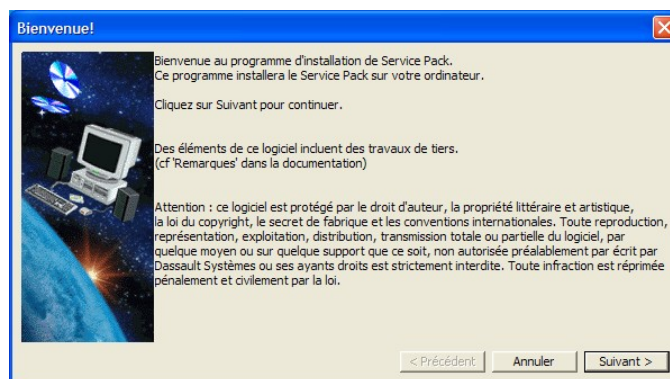 Bienvenue!
Bienvenue au programme d'installation de Service Pack.
Ce programme installera le Service Pack sur votre ordinateur.
Cliquez sur Suivant pour continuer.
Des éléments de ce logiciel incluent des travaux de tiers.
(cf 'Remarques' dans la documentation)
Attention : ce logiciel est protégé par le droit d'auteur, la propriété littéraire et artistique,
la loi du copyright, le secret de fabrique et les conventions internationales. Toute reproduction,
représentation, exploitation, distribution, transmission totale ou partielle du logiciel, par
quelque moyen ou sur quelque support que ce soit, non autorisée préalablement par écrit par
Dassault Systèmes ou ses ayants droits est strictement interdite. Toute infraction est réprimée
pénalement et civilement par la loi.
< Précédent Annuler Suivant >